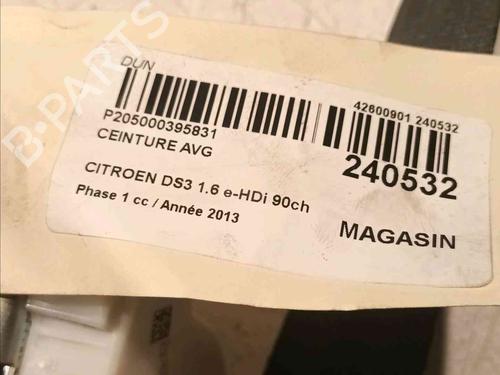 DUN
P205000395831
42600901 240532
CEINTURE AVG
240532
CITROEN DS3 1.6 e-HDi 90ch
Phase 1 cc / Année 2013
MAGASIN
B-PARTS